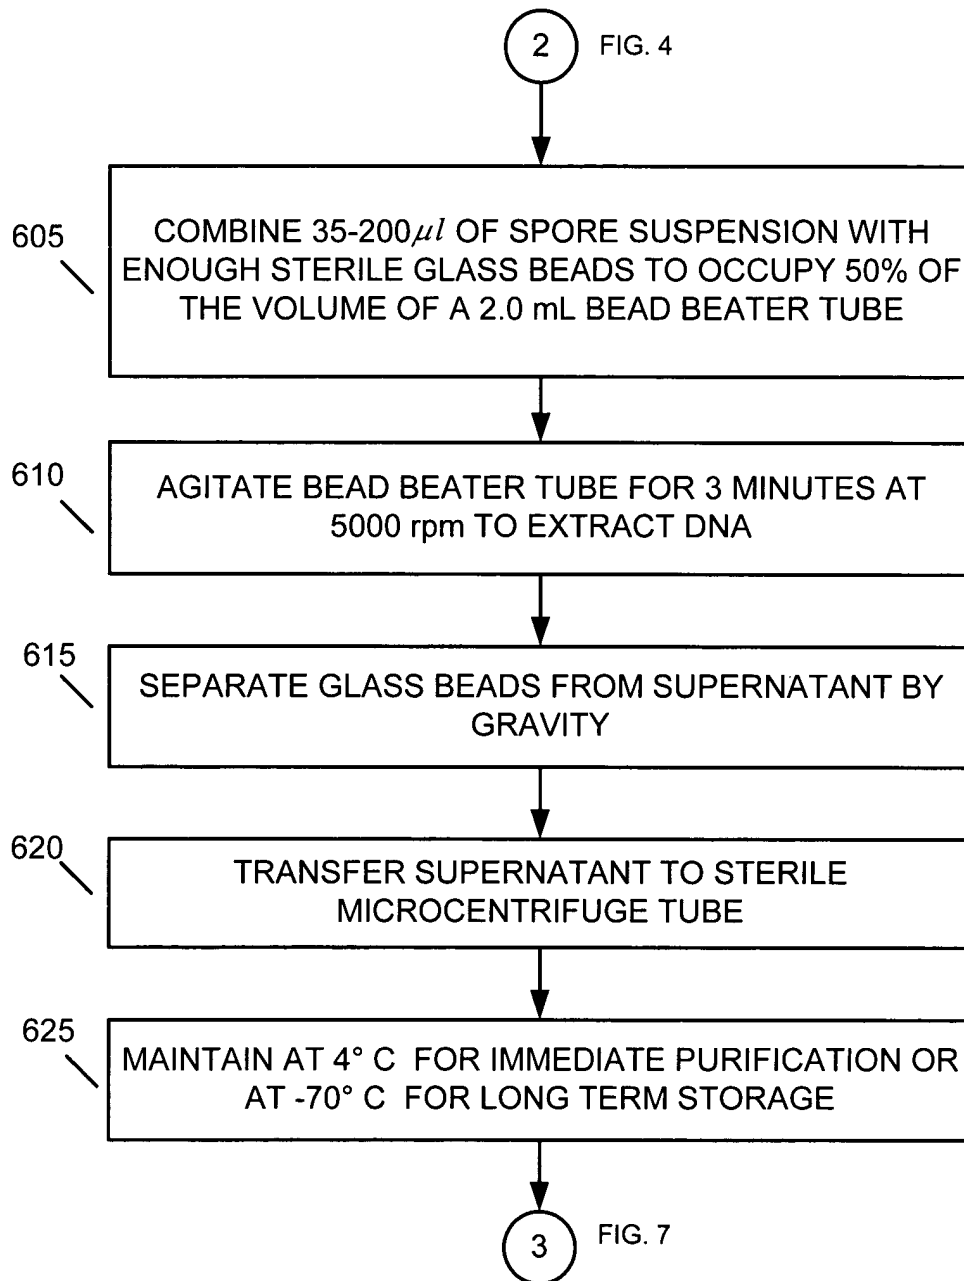 2 FIG. 4
605
COMBINE 35-200μl OF SPORE SUSPENSION WITH
ENOUGH STERILE GLASS BEADS TO OCCUPY 50% OF
THE VOLUME OF A 2.0 mL BEAD BEATER TUBE
610
AGITATE BEAD BEATER TUBE FOR 3 MINUTES AT
5000 rpm TO EXTRACT DNA
615
SEPARATE GLASS BEADS FROM SUPERNATANT BY
GRAVITY
620
TRANSFER SUPERNATANT TO STERILE
MICROCENTRIFUGE TUBE
625
MAINTAIN AT 4° C FOR IMMEDIATE PURIFICATION OR
AT -70° C FOR LONG TERM STORAGE
3 FIG. 7